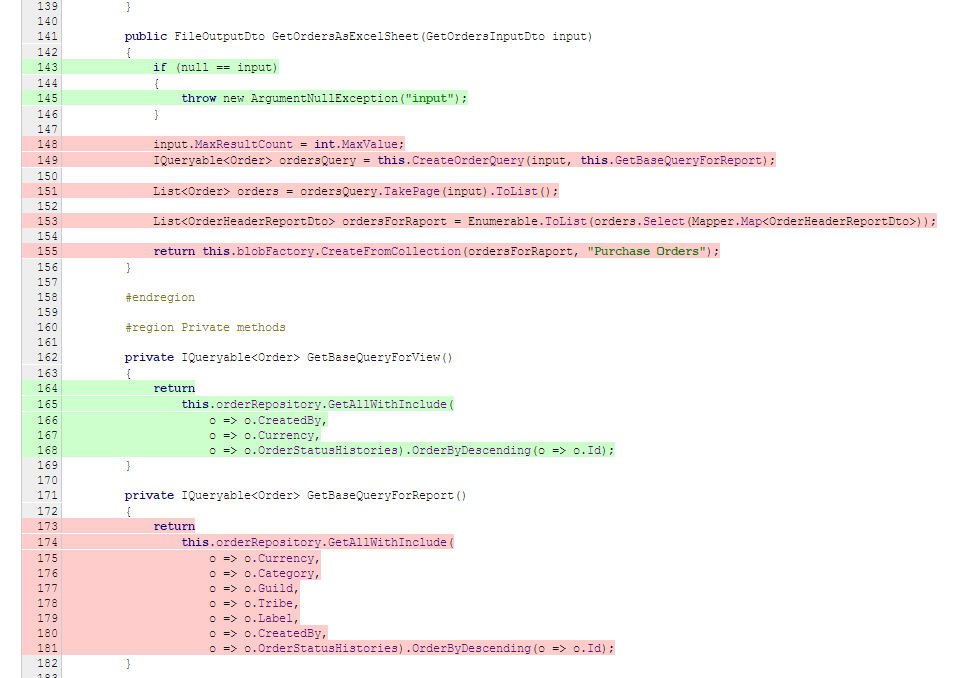 139         }
140
141         public FileOutputDto GetOrdersAsExcelSheet(GetOrdersInputDto input)
142         {
143             if (null == input)
144             {
145                 throw new ArgumentNullException("input");
146             }
147
148             input.MaxResultCount = int.MaxValue;
149             IQueryable<Order> ordersQuery = this.CreateOrderQuery(input, this.GetBaseQueryForReport);
150
151             List<Order> orders = ordersQuery.TakePage(input).ToList();
152
153             List<OrderHeaderReportDto> ordersForRaport = Enumerable.ToList(orders.Select(Mapper.Map<OrderHeaderReportDto>));
154
155             return this.blobFactory.CreateFromCollection(ordersForRaport, "Purchase Orders");
156         }
157
158         #endregion
159
160         #region Private methods
161
162         private IQueryable<Order> GetBaseQueryForView()
163         {
164             return
165                 this.orderRepository.GetAllWithInclude(
166                     o => o.CreatedBy,
167                     o => o.Currency,
168                     o => o.OrderStatusHistories).OrderByDescending(o => o.Id);
169         }
170
171         private IQueryable<Order> GetBaseQueryForReport()
172         {
173             return
174                 this.orderRepository.GetAllWithInclude(
175                     o => o.Currency,
176                     o => o.Category,
177                     o => o.Guild,
178                     o => o.Tribe,
179                     o => o.Label,
180                     o => o.CreatedBy,
181                     o => o.OrderStatusHistories).OrderByDescending(o => o.Id);
182         }